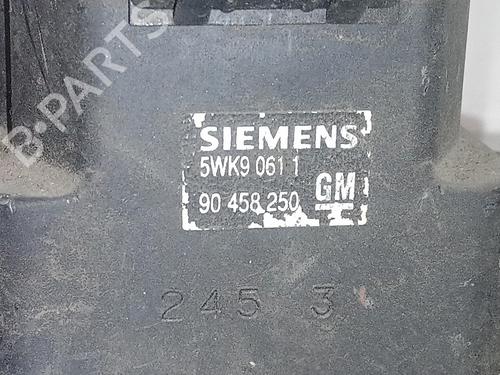 B-PARTS
SIEMENS
5WK9 061 1
90 458 250 GM
245 3